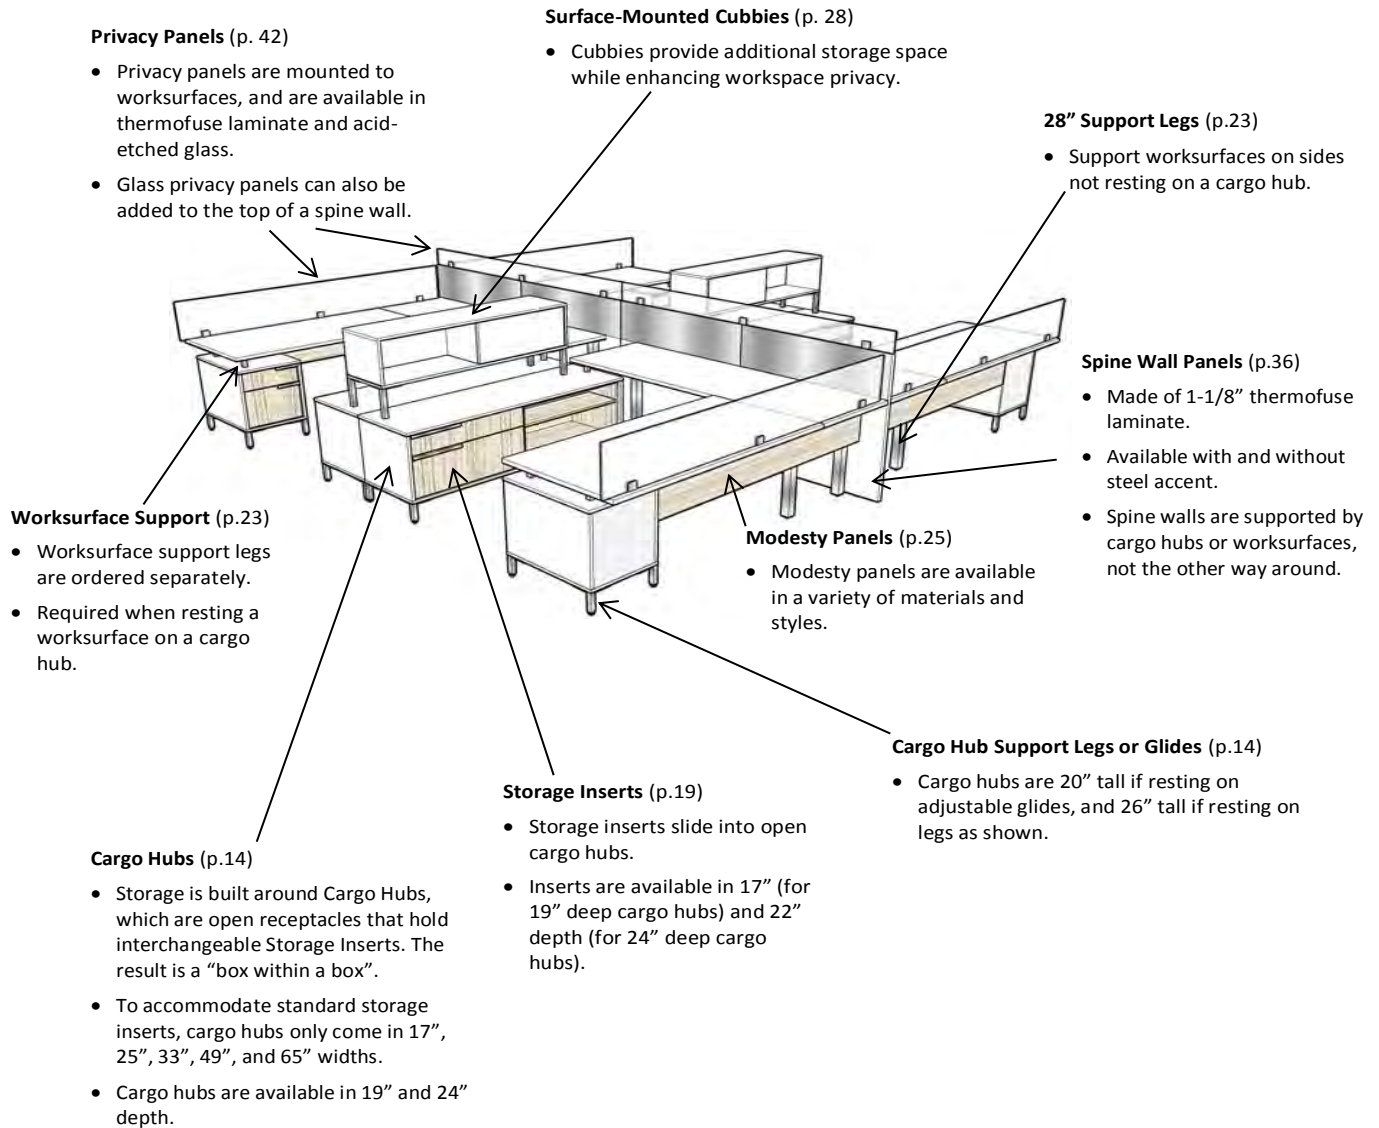 Privacy Panels (p. 42)
• Privacy panels are mounted to
worksurfaces, and are available in
thermofuse laminate and acid-
etched glass.
• Glass privacy panels can also be
added to the top of a spine wall.
Surface-Mounted Cubbies (p. 28)
• Cubbies provide additional storage space
while enhancing workspace privacy.
28” Support Legs (p.23)
• Support worksurfaces on sides
not resting on a cargo hub.
Spine Wall Panels (p.36)
• Made of 1-1/8” thermofuse
laminate.
• Available with and without
steel accent.
• Spine walls are supported by
cargo hubs or worksurfaces,
not the other way around.
Worksurface Support (p.23)
• Worksurface support legs
are ordered separately.
• Required when resting a
worksurface on a cargo
hub.
Modesty Panels (p.25)
• Modesty panels are available
in a variety of materials and
styles.
Cargo Hub Support Legs or Glides (p.14)
• Cargo hubs are 20” tall if resting on
adjustable glides, and 26” tall if resting on
legs as shown.
Storage Inserts (p.19)
• Storage inserts slide into open
cargo hubs.
• Inserts are available in 17” (for
19” deep cargo hubs) and 22”
depth (for 24” deep cargo
hubs).
Cargo Hubs (p.14)
• Storage is built around Cargo Hubs,
which are open receptacles that hold
interchangeable Storage Inserts. The
result is a “box within a box”.
• To accommodate standard storage
inserts, cargo hubs only come in 17”,
25”, 33”, 49”, and 65” widths.
• Cargo hubs are available in 19” and 24”
depth.